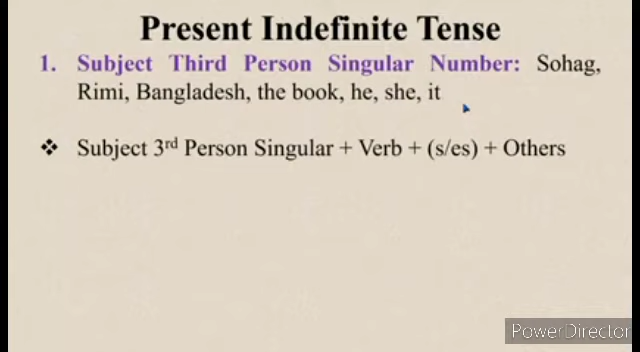 Present Indefinite Tense
1. Subject Third Person Singular Number: Sohag,
Rimi, Bangladesh, the book, he, she, it
❖ Subject 3rd Person Singular + Verb + (s/es) + Others
PowerDirector